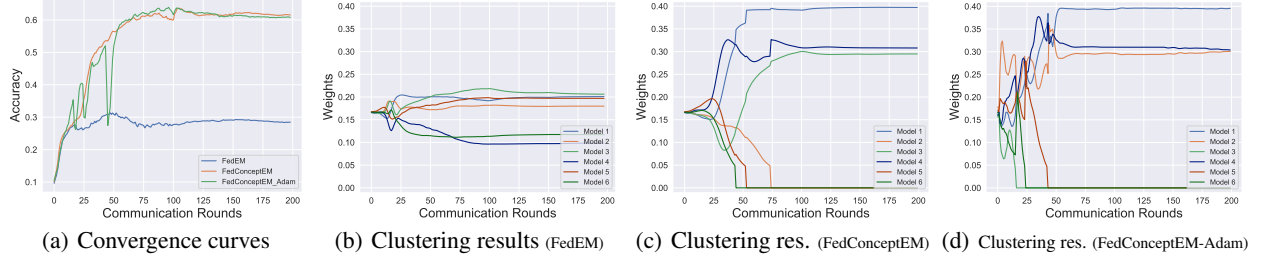 Accuracy
0.6
0.5
0.4
0.3
0.2
0.1
FedEM
FedConceptEM
FedConceptEM_Adam
0 25 50 75 100 125 150 175 200
Communication Rounds
(a) Convergence curves
Weights
0.40
0.35
0.30
0.25
0.20
0.15
0.10
0.05
0.00
Model 1
Model 2
Model 3
Model 4
Model 5
Model 6
0 25 50 75 100 125 150 175 200
Communication Rounds
(b) Clustering results (FedEM)
Weights
0.40
0.35
0.30
0.25
0.20
0.15
0.10
0.05
0.00
Model 1
Model 2
Model 3
Model 4
Model 5
Model 6
0 25 50 75 100 125 150 175 200
Communication Rounds
(c) Clustering res. (FedConceptEM)
Weights
0.40
0.35
0.30
0.25
0.20
0.15
0.10
0.05
0.00
Model 1
Model 2
Model 3
Model 4
Model 5
Model 6
0 25 50 75 100 125 150 175 200
Communication Rounds
(d) Clustering res. (FedConceptEM-Adam)